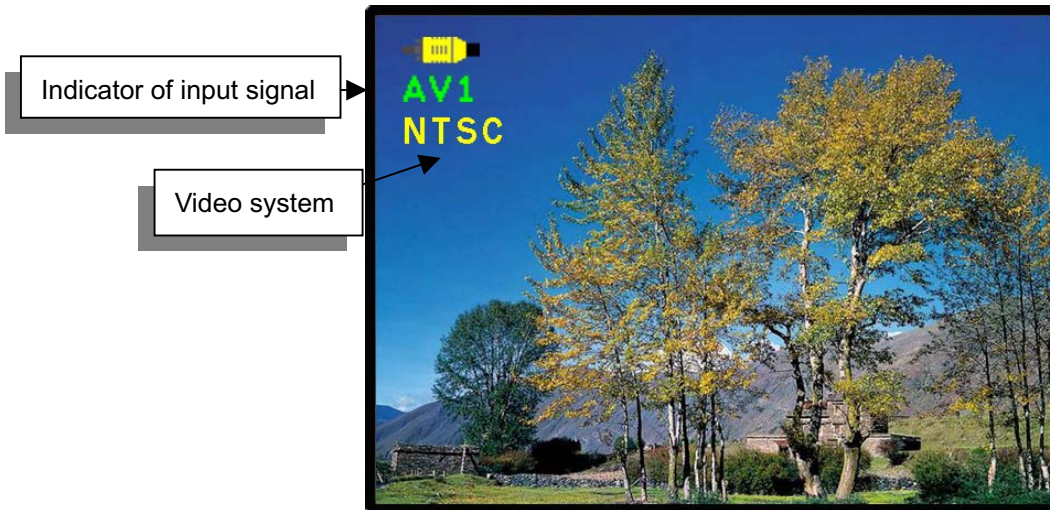 Indicator of input signal
AV1
NTSC
Video system